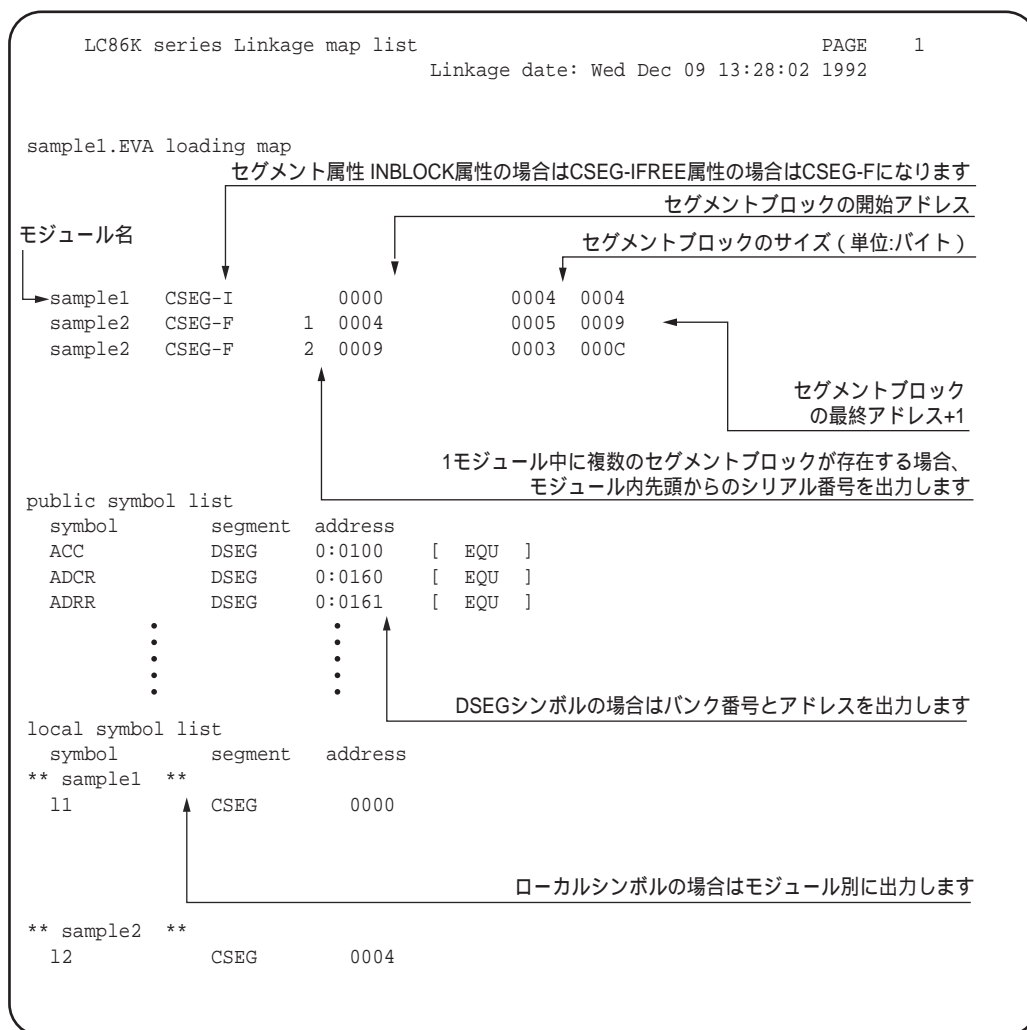 LC86K series Linkage map list PAGE 1
Linkage date: Wed Dec 09 13:28:02 1992
sample1.EVA loading map
セグメント属性 INBLOCK属性の場合はCSEG-IFREE属性の場合はCSEG-Fになります
セグメントブロックの開始アドレス
モジュール名
セグメントブロックのサイズ（単位:バイト）
sample1 CSEG-I 0000 0004 0004
sample2 CSEG-F 1 0004 0005 0009
sample2 CSEG-F 2 0009 0003 000C
セグメントブロック
の最終アドレス+1
1モジュール中に複数のセグメントブロックが存在する場合、
モジュール内先頭からのシリアル番号を出力します
public symbol list
symbol segment address
ACC DSEG 0:0100 [ EQU ]
ADCR DSEG 0:0160 [ EQU ]
ADRR DSEG 0:0161 [ EQU ]
DSEGシンボルの場合はバンク番号とアドレスを出力します
local symbol list
symbol segment address
** sample1 **
l1 CSEG 0000
ローカルシンボルの場合はモジュール別に出力します
** sample2 **
l2 CSEG 0004